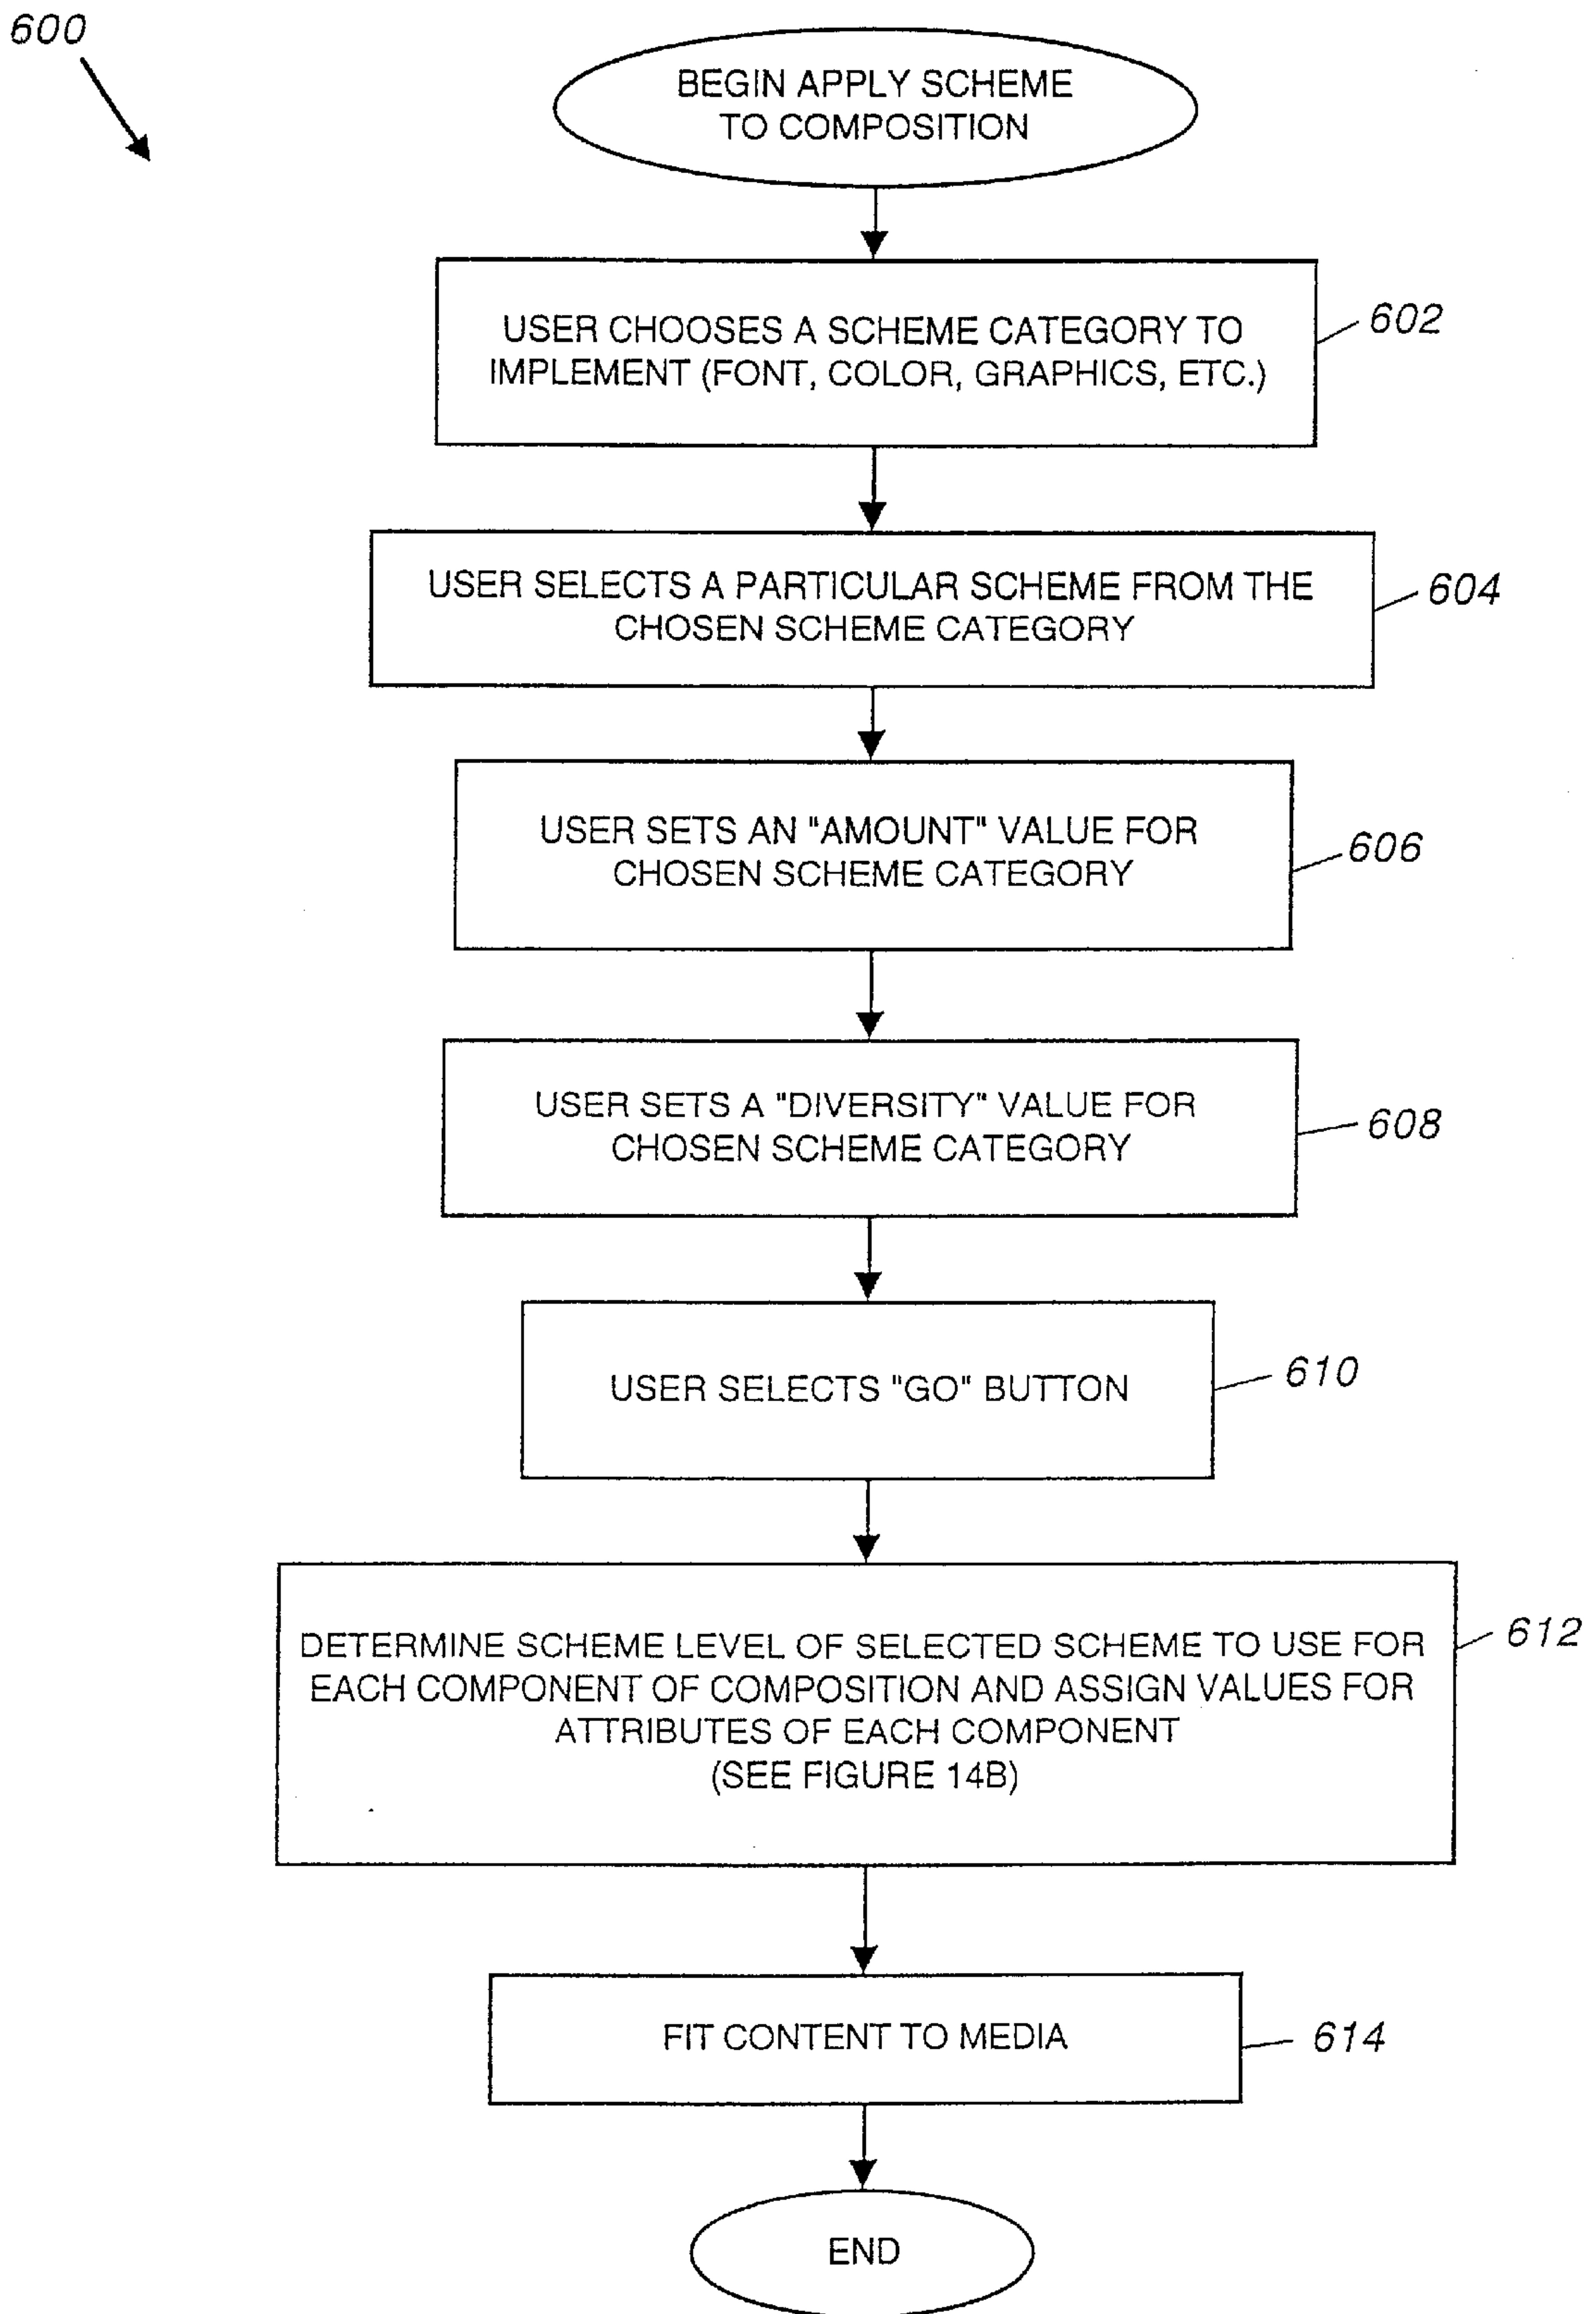 600
BEGIN APPLY SCHEME
TO COMPOSITION
USER CHOOSES A SCHEME CATEGORY TO
IMPLEMENT (FONT, COLOR, GRAPHICS, ETC.)
602
USER SELECTS A PARTICULAR SCHEME FROM THE
CHOSEN SCHEME CATEGORY
604
USER SETS AN "AMOUNT" VALUE FOR
CHOSEN SCHEME CATEGORY
606
USER SETS A "DIVERSITY" VALUE FOR
CHOSEN SCHEME CATEGORY
608
USER SELECTS "GO" BUTTON
610
DETERMINE SCHEME LEVEL OF SELECTED SCHEME TO USE FOR
EACH COMPONENT OF COMPOSITION AND ASSIGN VALUES FOR
ATTRIBUTES OF EACH COMPONENT
(SEE FIGURE 14B)
612
FIT CONTENT TO MEDIA
614
END